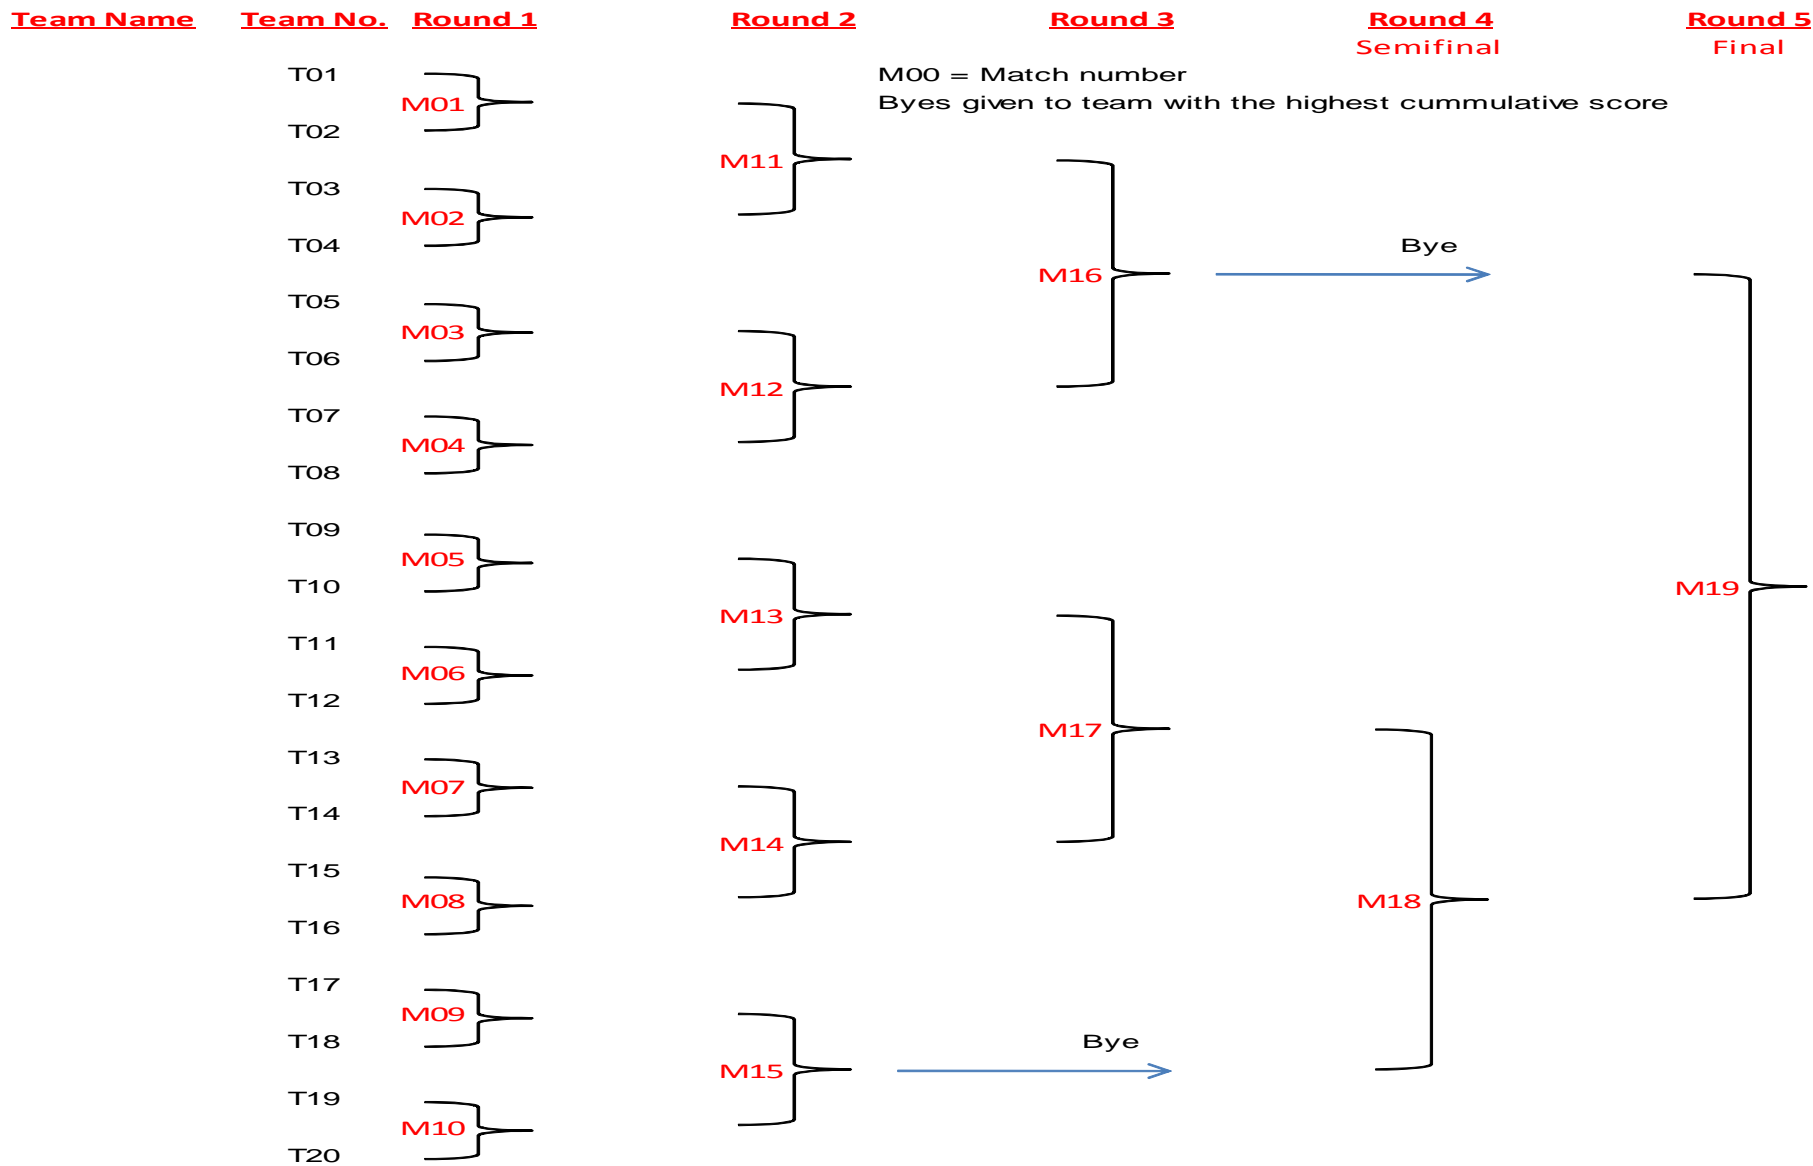 Team Name Team No. Round 1 Round 2 Round 3 Round 4 Round 5
Semifinal Final
T01 M00 = Match number
M01 Byes given to team with the highest cummulative score
T02
M11
T03
M02
T04 Bye
M16
T05
M03
T06
M12
T07
M04
T08
T09
M05
T10 M19
M13
T11
M06
T12
M17
T13
M07
T14
M14
T15
M08 M18
T16
T17
M09
T18 Bye
M15
T19
M10
T20